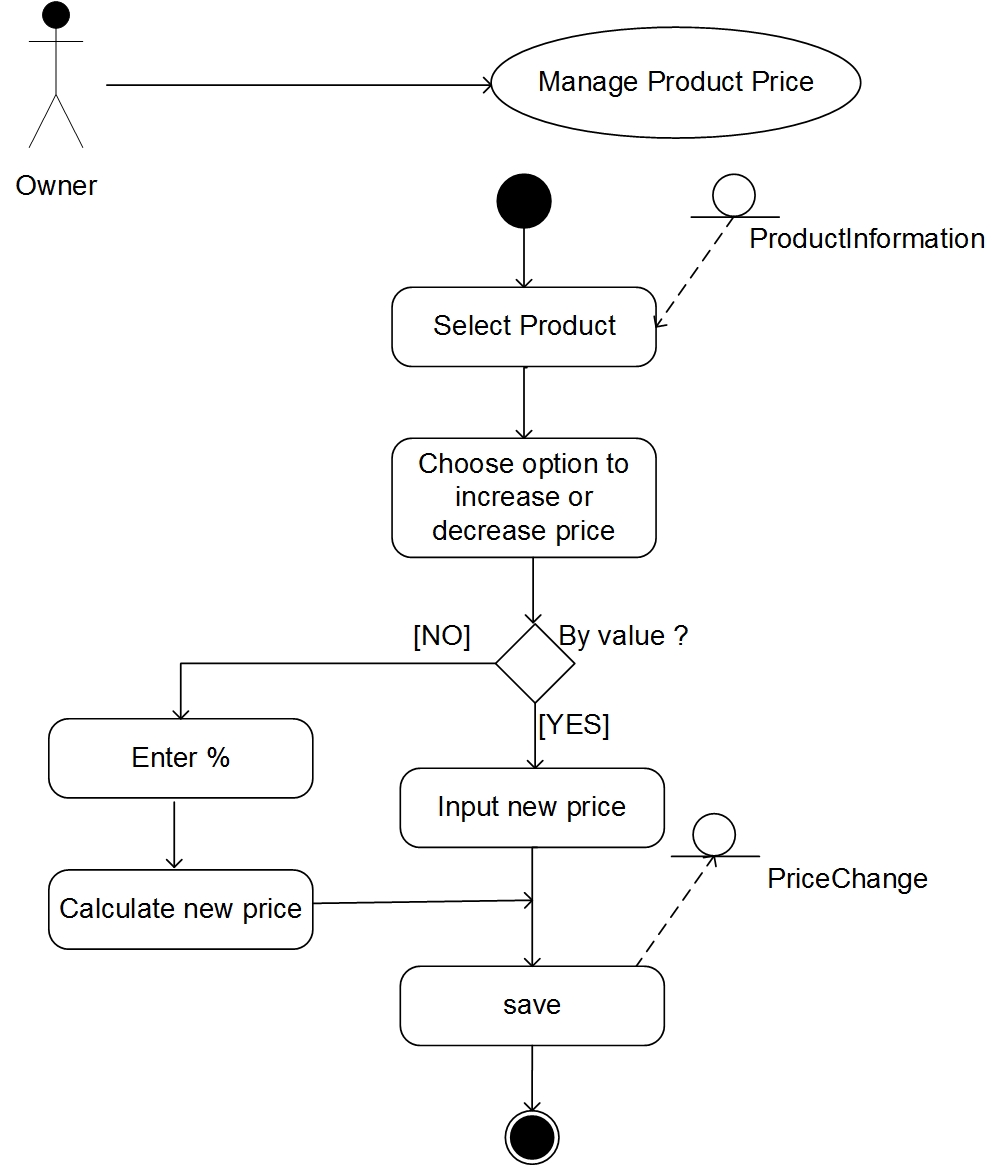 Manage Product Price
Owner
ProductInformation
Select Product
Choose option to
increase or
decrease price
[NO]
By value ?
[YES]
Enter %
Input new price
PriceChange
Calculate new price
save